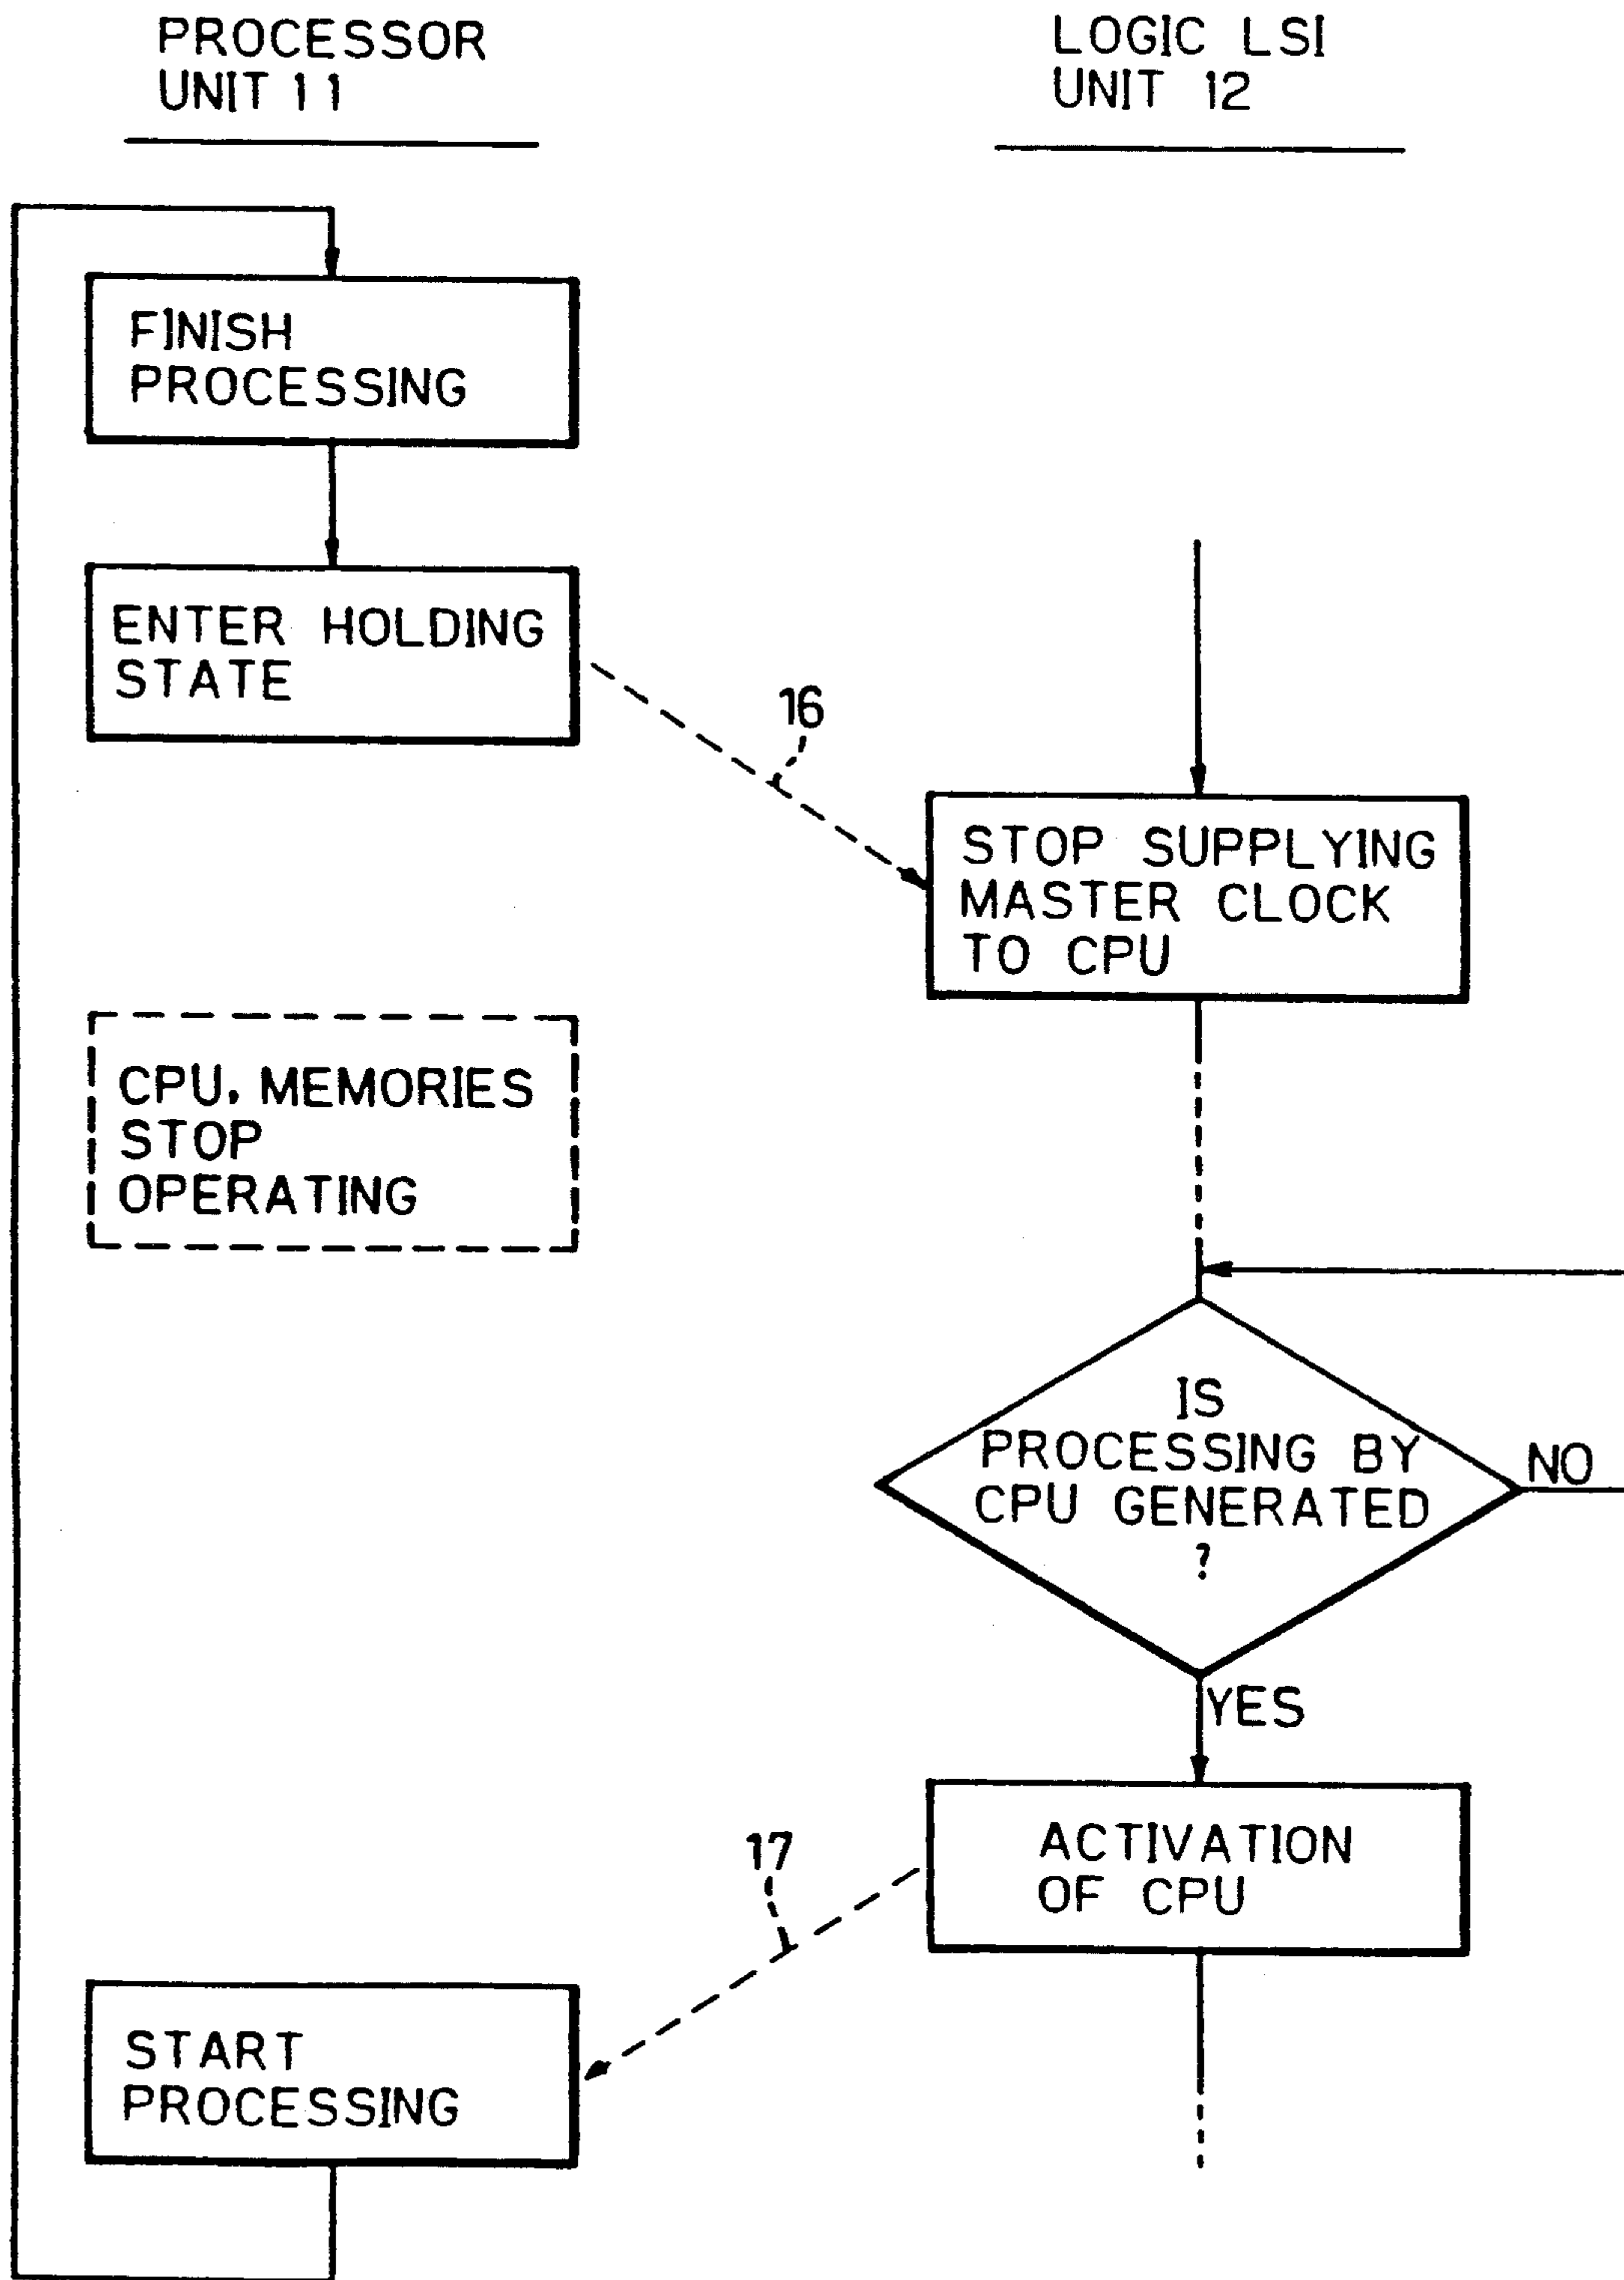 PROCESSOR
UNIT 11
LOGIC LSI
UNIT 12
FINISH
PROCESSING
ENTER HOLDING
STATE
16
STOP SUPPLYING
MASTER CLOCK
TO CPU
CPU, MEMORIES
STOP
OPERATING
IS
PROCESSING BY
CPU GENERATED
?
NO
YES
ACTIVATION
OF CPU
17
START
PROCESSING